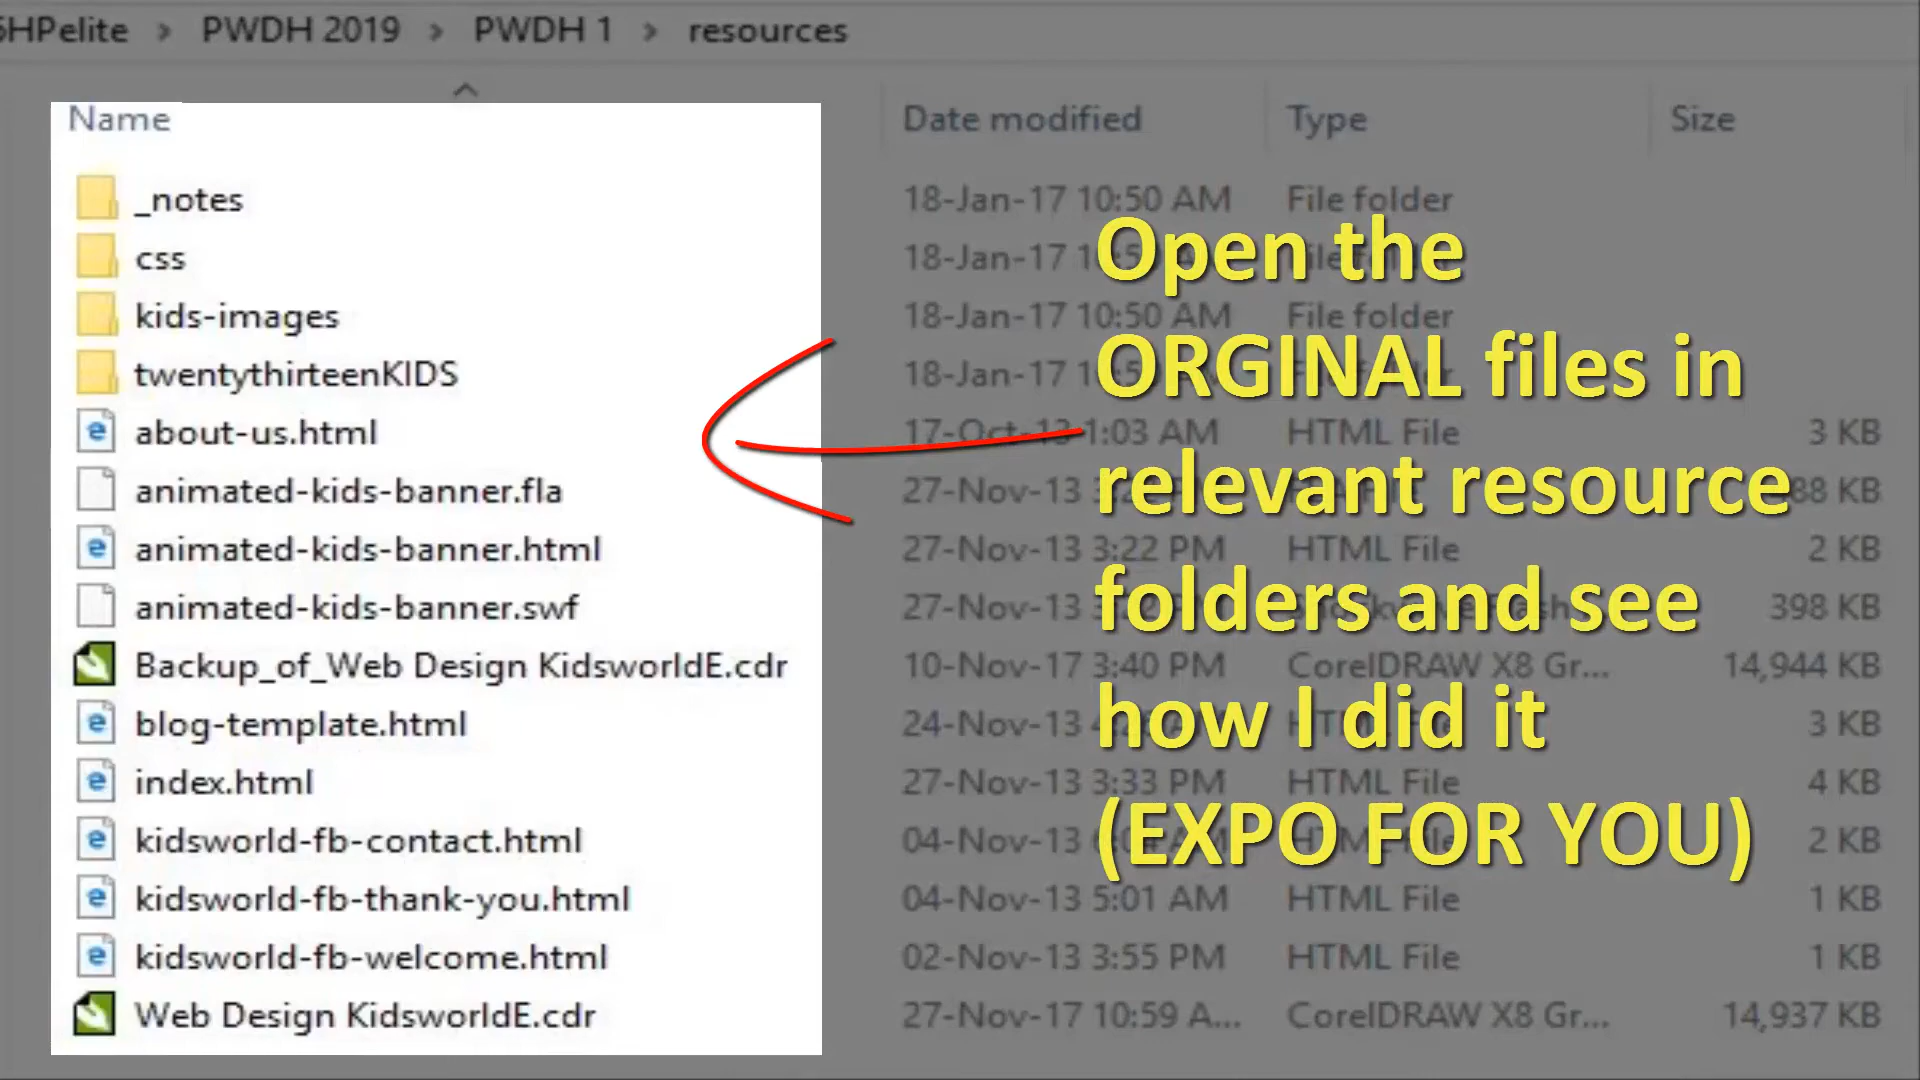 6HPelite > PWDH 2019 > PWDH 1 > resources
Name Date modified Type Size
_notes 18-Jan-17 10:50 AM File folder
css 18-Jan-17
kids-images 18-Jan-17 10:50 AM File folder
twentythirteenKIDS 18-Jan-17
about-us.html 17-Oct-13 1:03 AM HTML File 3 KB
animated-kids-banner.fla 27-Nov-13 KB
animated-kids-banner.html 27-Nov-13 3:22 PM HTML File 2 KB
animated-kids-banner.swf 27-Nov-13 398 KB
Backup_of_Web Design KidsworldE.cdr 10-Nov-17 3:40 PM CorelDRAW X8 Gr... 14,944 KB
blog-template.html 24-Nov-13 3 KB
index.html 27-Nov-13 3:33 PM HTML File 4 KB
kidsworld-fb-contact.html 04-Nov-13 2 KB
kidsworld-fb-thank-you.html 04-Nov-13 5:01 AM HTML File 1 KB
kidsworld-fb-welcome.html 02-Nov-13 3:55 PM HTML File 1 KB
Web Design KidsworldE.cdr 27-Nov-17 10:59 A... CorelDRAW X8 Gr... 14,937 KB
Open the
ORGINAL files in
relevant resource
folders and see
how I did it
(EXPO FOR YOU)